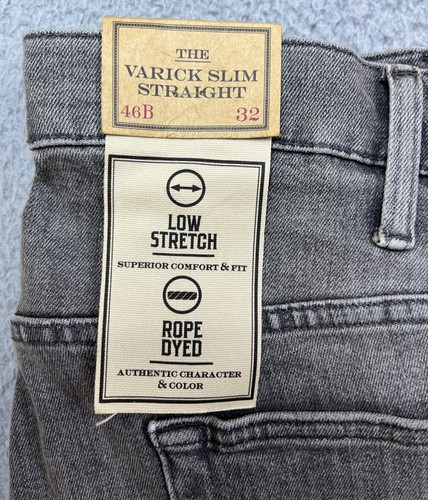 THE
VARICK SLIM
STRAIGHT
46B 32
LOW
STRETCH
SUPERIOR COMFORT & FIT
ROPE
DYED
AUTHENTIC CHARACTER
& COLOR